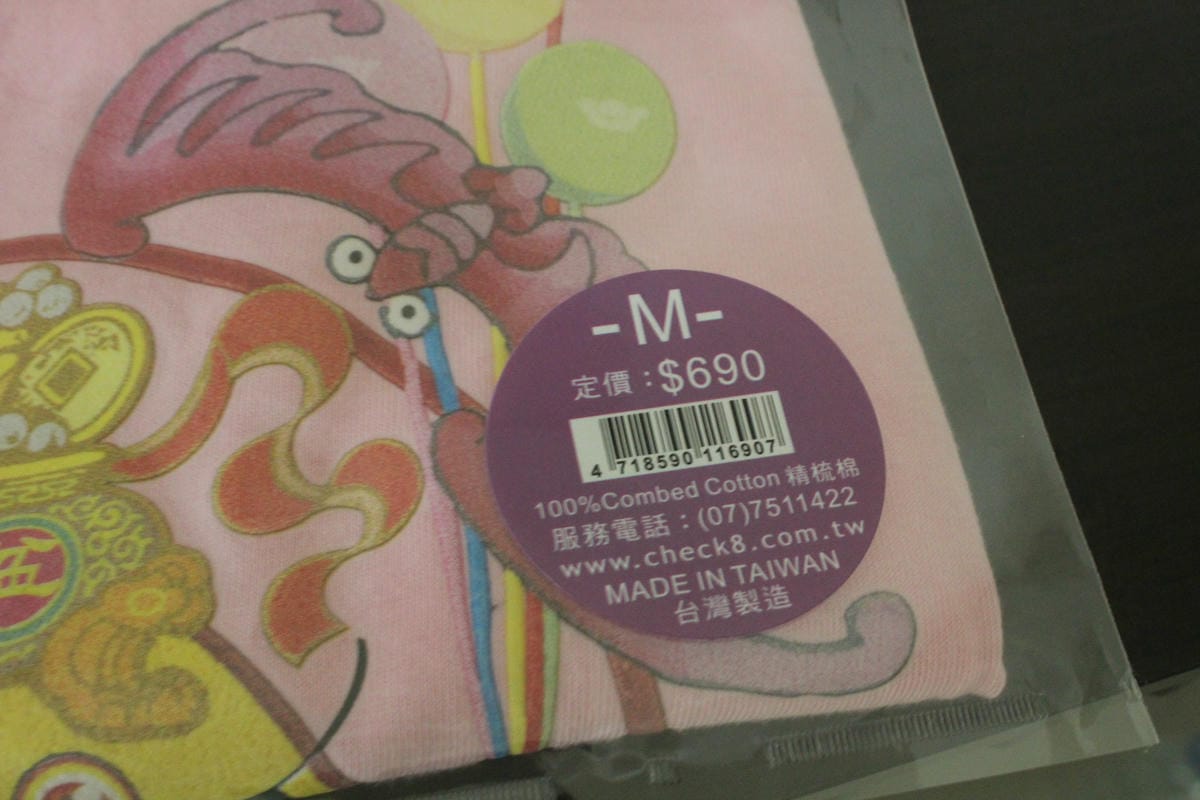 -M-
定價：$690
4 718590 116907
100%Combed Cotton 精梳棉
服務電話：(07)7511422
www.check8.com.tw
MADE IN TAIWAN
台灣製造